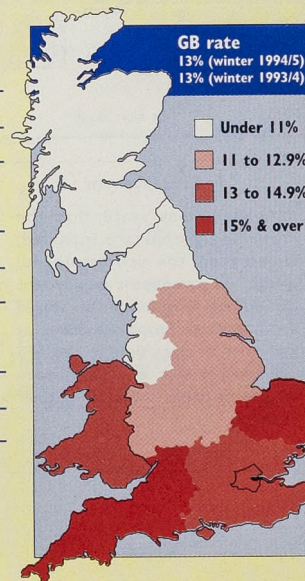 GB rate
13% (winter 1994/5)
13% (winter 1993/4)
Under 11%
11 to 12.9%
13 to 14.9%
15% & over